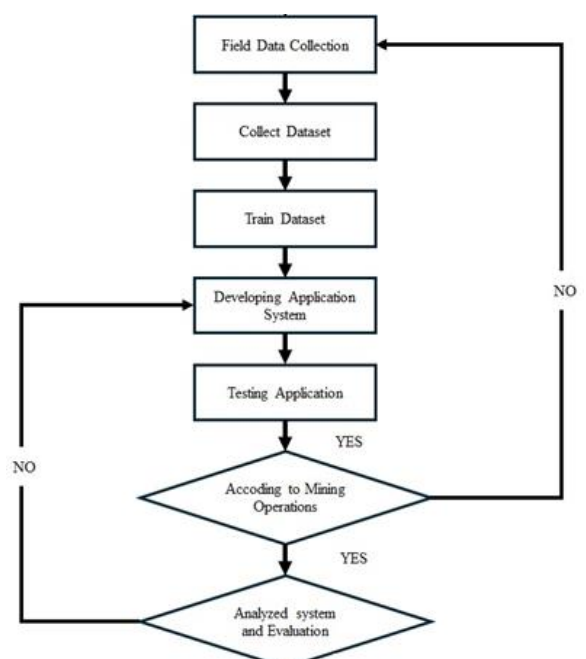 Field Data Collection
Collect Dataset
Train Dataset
Developing Application
System
NO
Testing Application
YES
NO
Accoding to Mining
Operations
YES
Analyzed system
and Evaluation